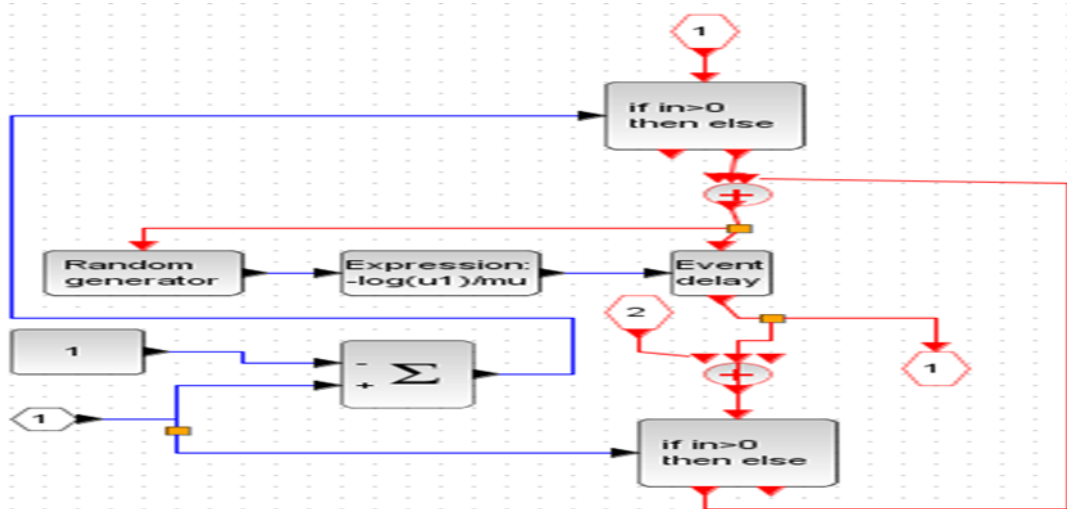 1
if in>0
then else
+
Random
generator
Expression:
-log(u1)/mu
Event
delay
2
1
-
+
Σ
1
+
1
if in>0
then else